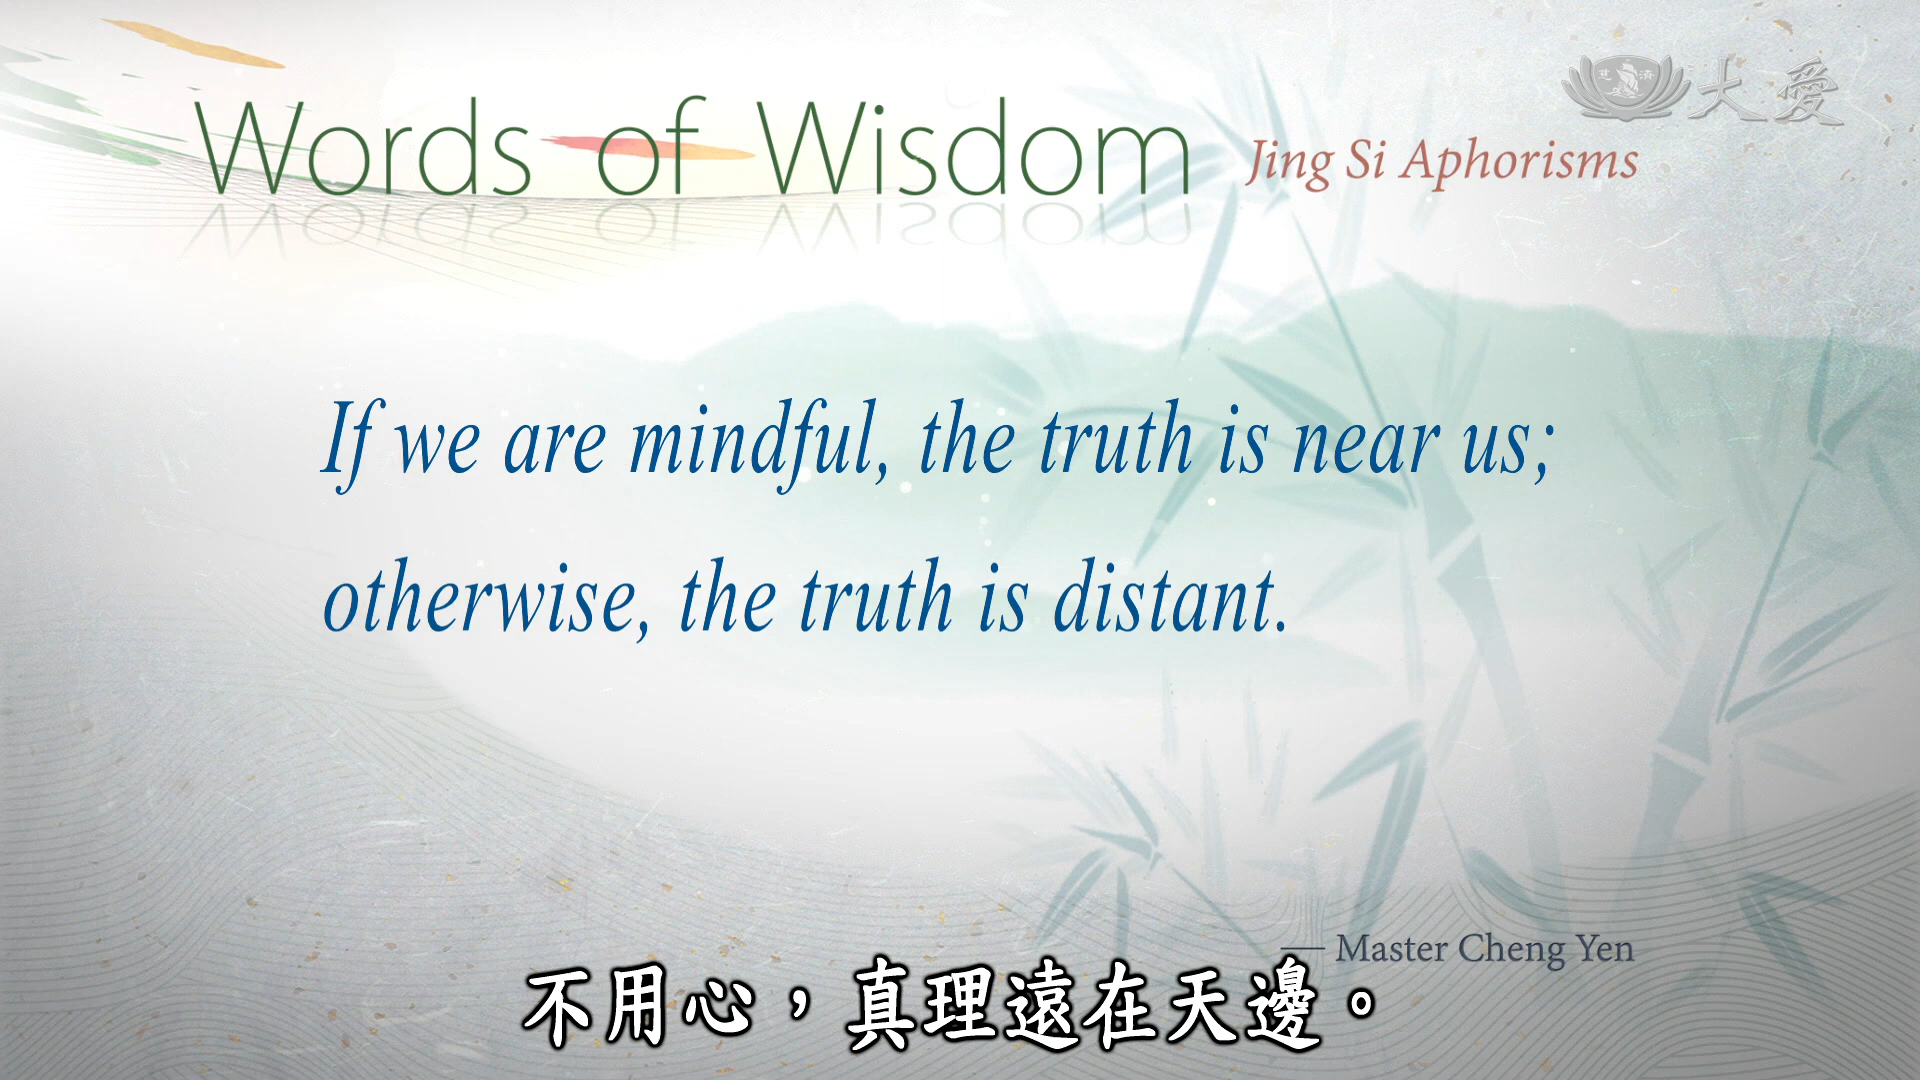 大愛
Words of Wisdom
Jing Si Aphorisms
If we are mindful, the truth is near us;
otherwise, the truth is distant.
— Master Cheng Yen
不用心，真理遠在天邊。